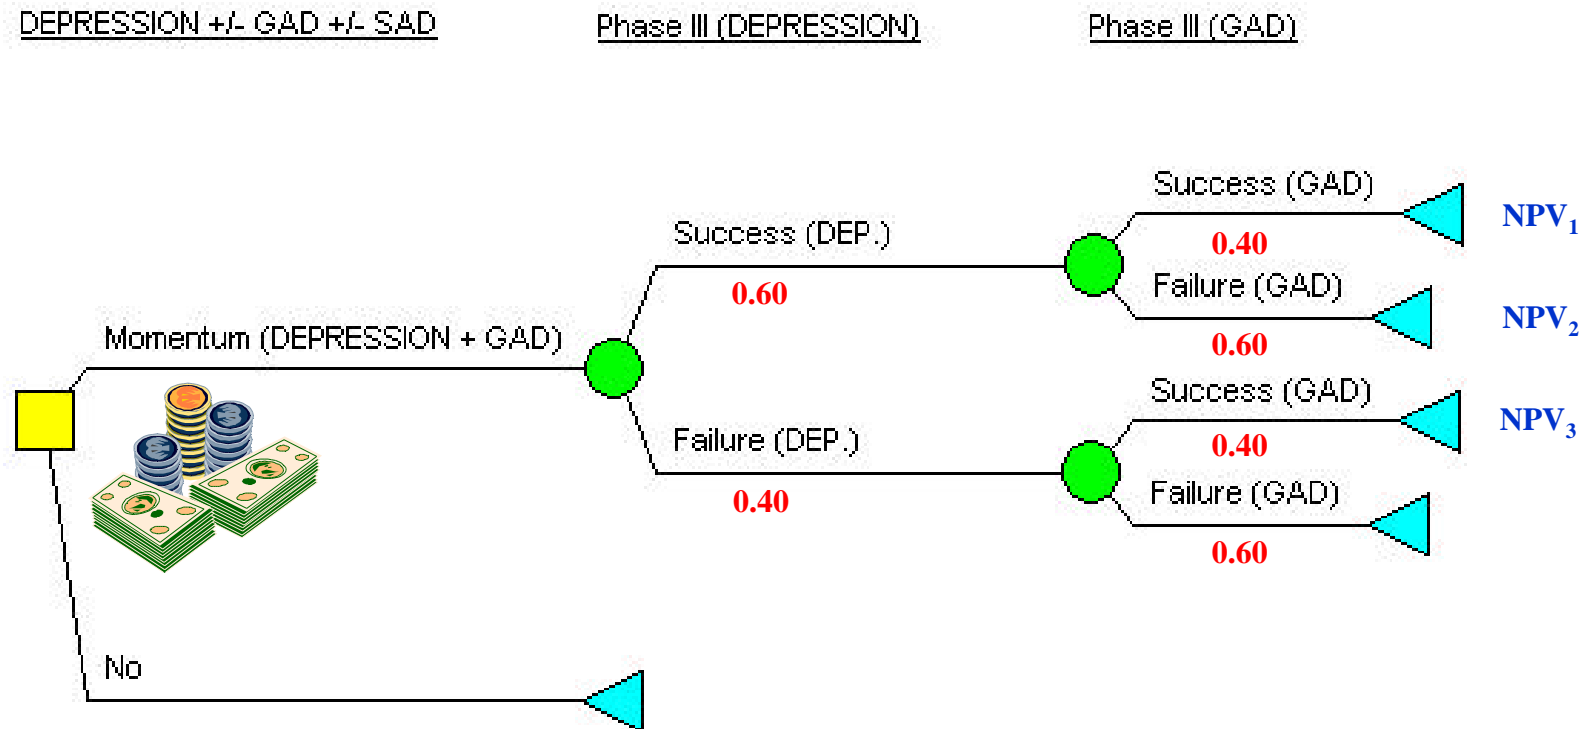 DEPRESSION +/- GAD +/- SAD
Phase III (DEPRESSION)
Phase III (GAD)
Success (GAD)
NPV1
0.40
Success (DEP.)
0.60
Failure (GAD)
NPV2
0.60
Momentum (DEPRESSION + GAD)
Success (GAD)
NPV3
0.40
Failure (DEP.)
0.40
Failure (GAD)
0.60
No